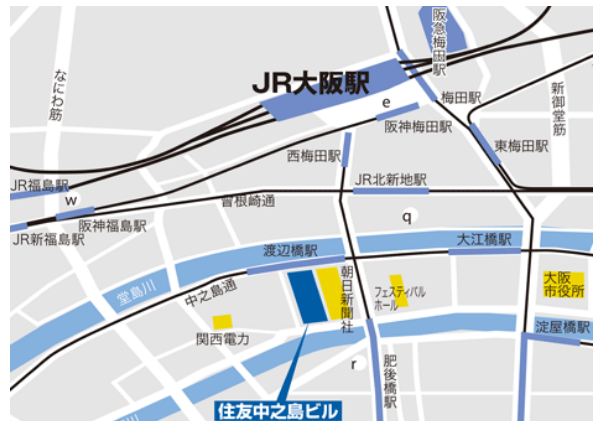 阪急梅田駅
JR大阪駅
なにわ筋
新御堂筋
梅田駅
e
阪神梅田駅
東梅田駅
西梅田駅
JR福島駅
w
JR北新地駅
曽根崎通
阪神福島駅
JR新福島駅
q
渡辺橋駅
大江橋駅
堂島川
中之島通
朝日新聞社
フェスティバル
ホール
大阪
市役所
関西電力
淀屋橋駅
肥後橋駅
r
住友中之島ビル